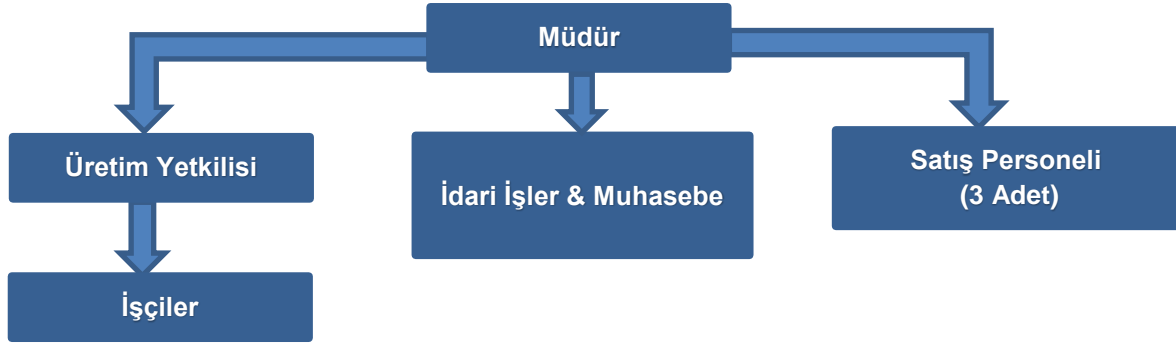 Müdür
Üretim Yetkilisi
İdari İşler & Muhasebe
Satış Personeli
(3 Adet)
İşçiler